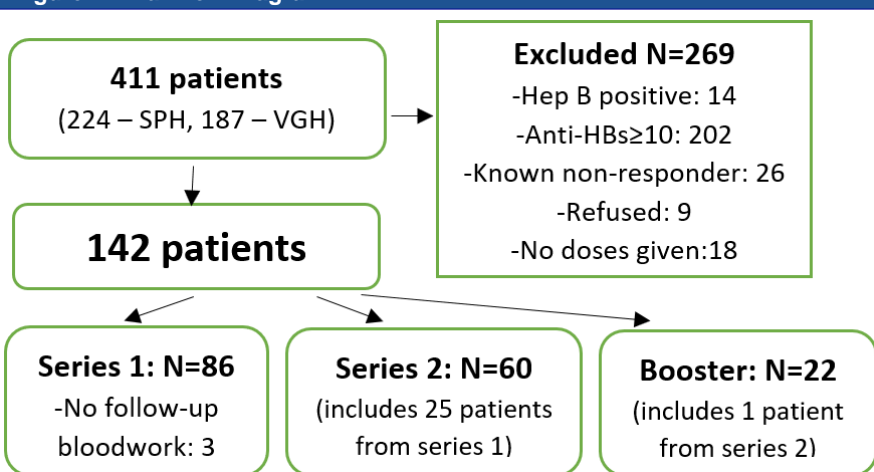 411 patients
(224 – SPH, 187 – VGH)
Excluded N=269
-Hep B positive: 14
-Anti-HBs≥10: 202
-Known non-responder: 26
-Refused: 9
-No doses given:18
142 patients
Series 1: N=86
-No follow-up
bloodwork: 3
Series 2: N=60
(includes 25 patients
from series 1)
Booster: N=22
(includes 1 patient
from series 2)